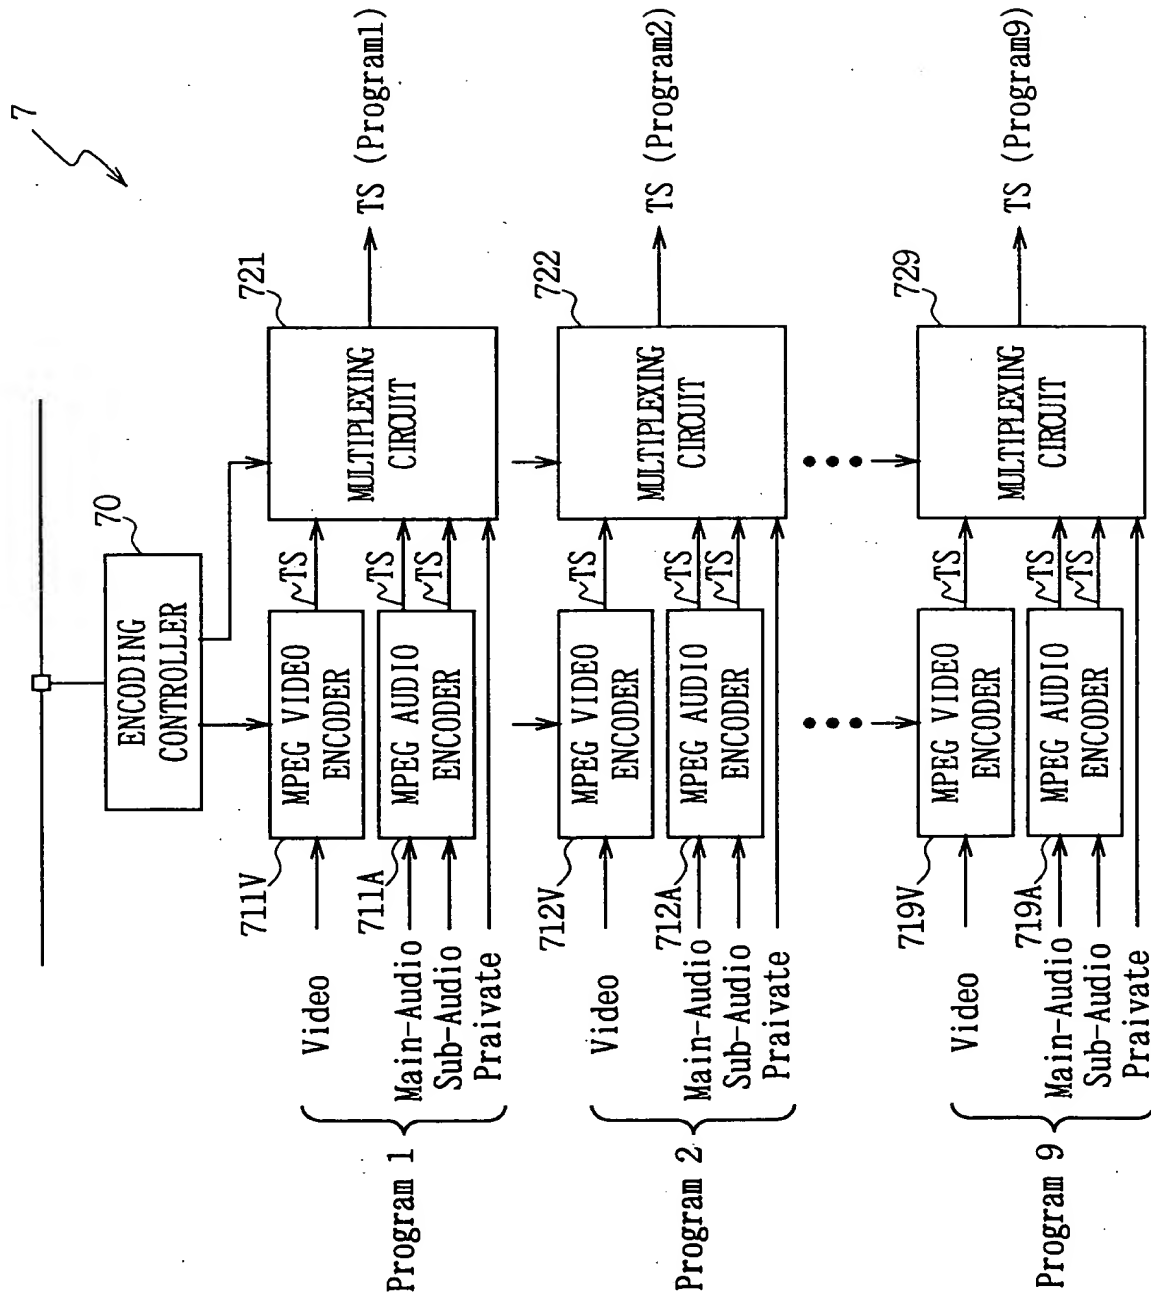 7
70
ENCODING
CONTROLLER
Program 1
Video
Main-Audio
Sub-Audio
Praivate
711V
711A
MPEG VIDEO
ENCODER
MPEG AUDIO
ENCODER
TS
TS
TS
721
MULTIPLEXING
CIRCUIT
TS (Program1)
Program 2
Video
Main-Audio
Sub-Audio
Praivate
712V
712A
MPEG VIDEO
ENCODER
MPEG AUDIO
ENCODER
TS
TS
TS
722
MULTIPLEXING
CIRCUIT
TS (Program2)
Program 9
Video
Main-Audio
Sub-Audio
Praivate
719V
719A
MPEG VIDEO
ENCODER
MPEG AUDIO
ENCODER
TS
TS
TS
729
MULTIPLEXING
CIRCUIT
TS (Program9)